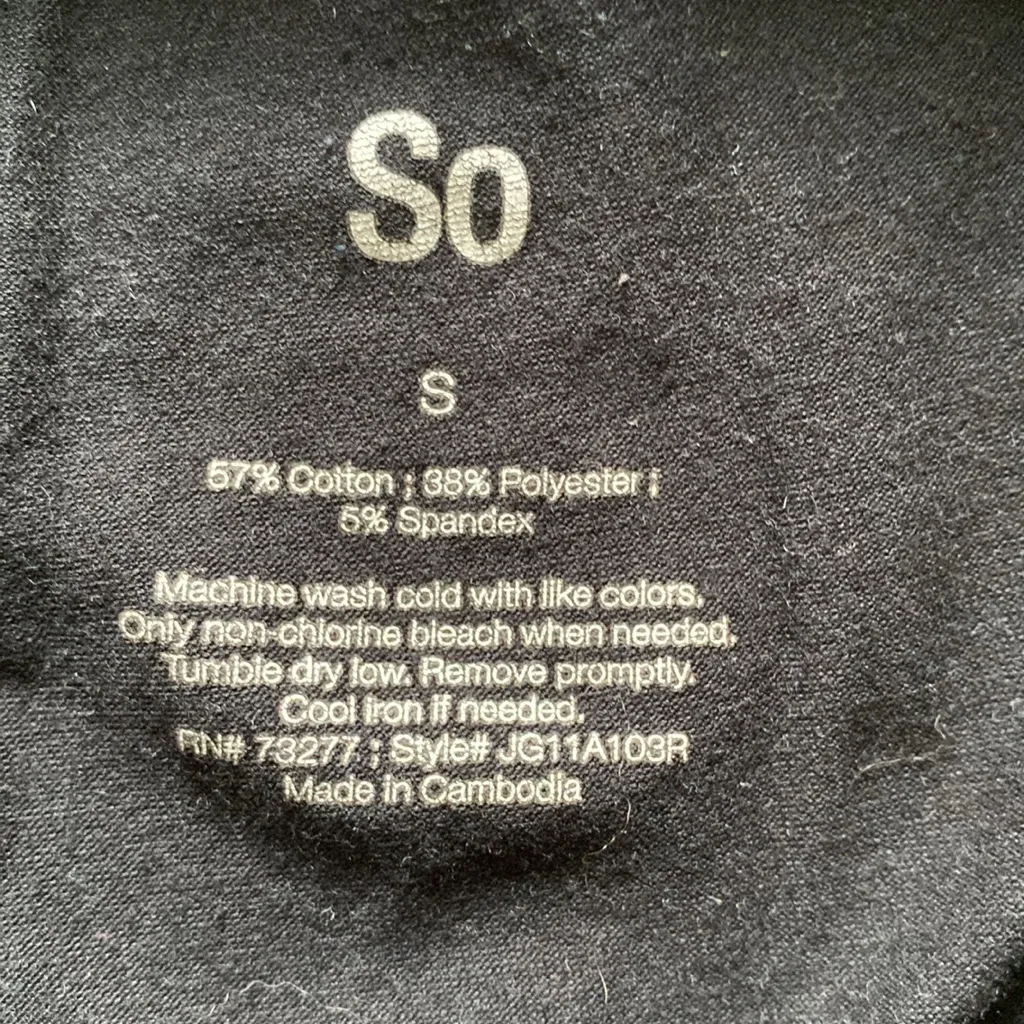 So
S
57% Cotton ; 38% Polyester ;
5% Spandex
Machine wash cold with like colors.
Only non-chlorine bleach when needed.
Tumble dry low. Remove promptly.
Cool iron if needed.
RN# 73277 ; Style# JG11A103R
Made in Cambodia